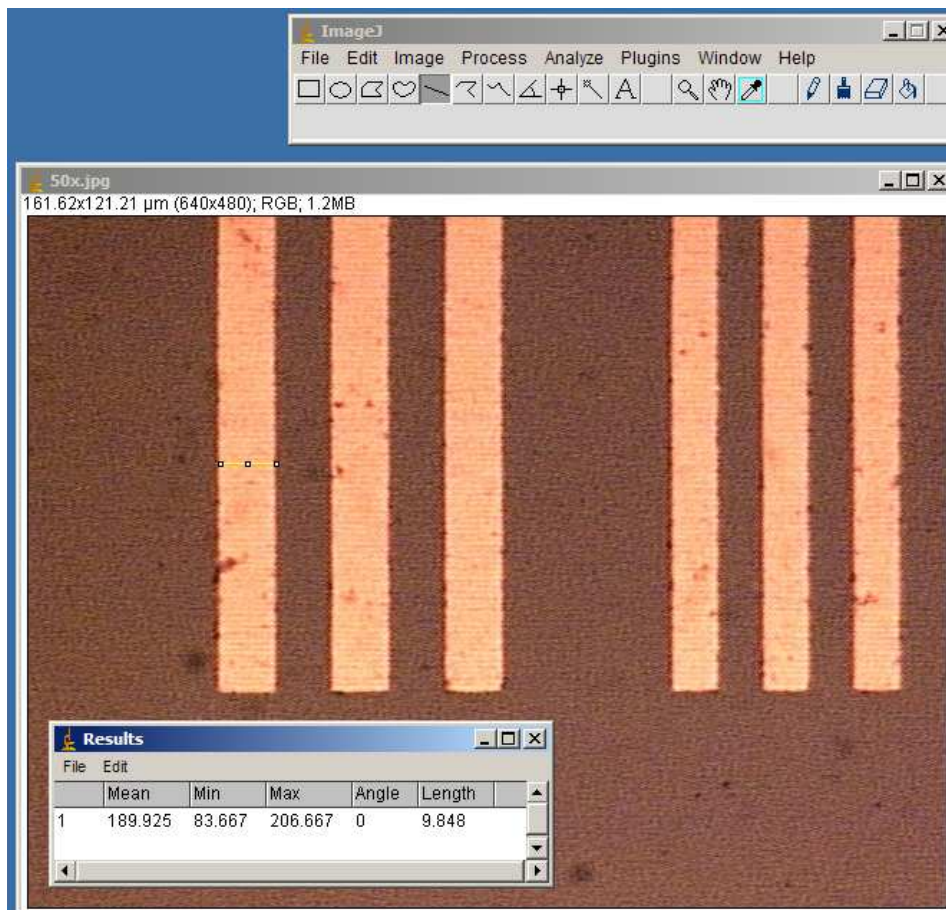 ImageJ
File Edit Image Process Analyze Plugins Window Help
A
50x.jpg
161.62x121.21 µm (640x480); RGB; 1.2MB
Results
File Edit
Mean Min Max Angle Length
1 189.925 83.667 206.667 0 9.848